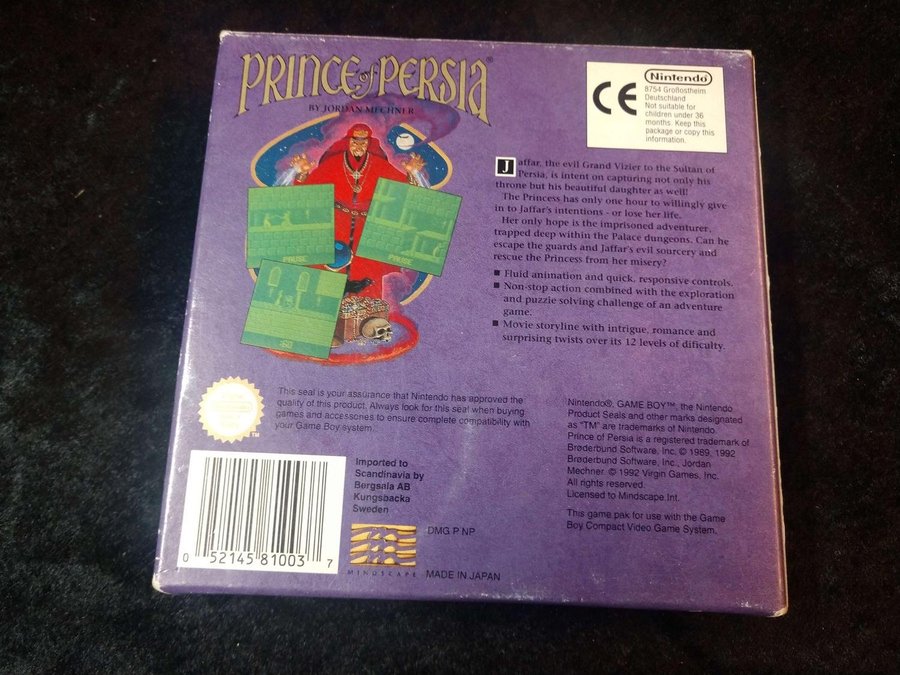 PRINCE of PERSIA®
BY JORDAN MECHNER
CE
Nintendo®
8754 Großostheim
Deutschland
Not suitable for
children under 36
months. Keep this
package or copy this
information.
Jaffar, the evil Grand Vizier to the Sultan of
Persia, is intent on capturing not only his
throne but his beautiful daughter as well!
The Princess has only one hour to willingly give
in to Jaffar's intentions - or lose her life.
Her only hope is the imprisoned adventurer,
trapped deep within the Palace dungeons. Can he
escape the guards and Jaffar's evil sourcery and
rescue the Princess from her misery?
■ Fluid animation and quick, responsive controls.
■ Non-stop action combined with the exploration
and puzzle solving challenge of an adventure
game.
■ Movie storyline with intrigue, romance and
surprising twists over its 12 levels of dificulty.
PAUSE
PAUSE
This seal is your assurance that Nintendo has approved the
quality of this product. Always look for this seal when buying
games and accessories to ensure complete compatibility with
your Game Boy system.
TM
Nintendo®, GAME BOY™, the Nintendo
Product Seals and other marks designated
as "TM" are trademarks of Nintendo.
Prince of Persia is a registered trademark of
Brøderbund Software, Inc. © 1989, 1992
Brøderbund Software, Inc., Jordan
Mechner. © 1992 Virgin Games, Inc.
All rights reserved.
Licensed to Mindscape Int.
This game pak for use with the Game
Boy Compact Video Game System.
Imported to
Scandinavia by
Bergsala AB
Kungsbacka
Sweden
0 52145 81003 7
DMG P NP
MINDSCAPE
MADE IN JAPAN